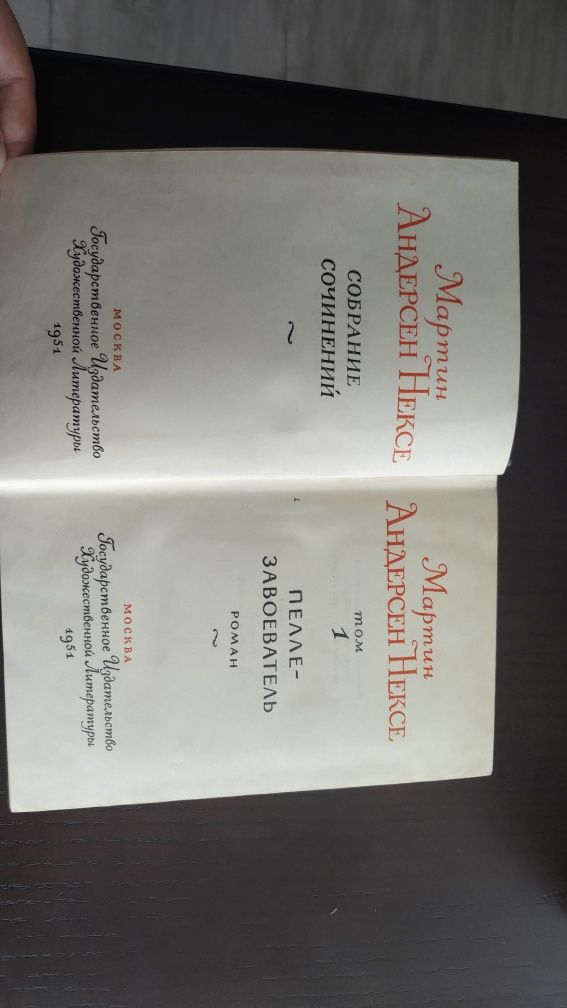 Мартин
Андерсен Нексе
СОБРАНИЕ
СОЧИНЕНИЙ
~
МОСКВА
Государственное Издательство
Художественной Литературы
1951
Мартин
Андерсен Нексе
том
1
ПЕЛЛЕ-
ЗАВОЕВАТЕЛЬ
РОМАН
~
МОСКВА
Государственное Издательство
Художественной Литературы
1951